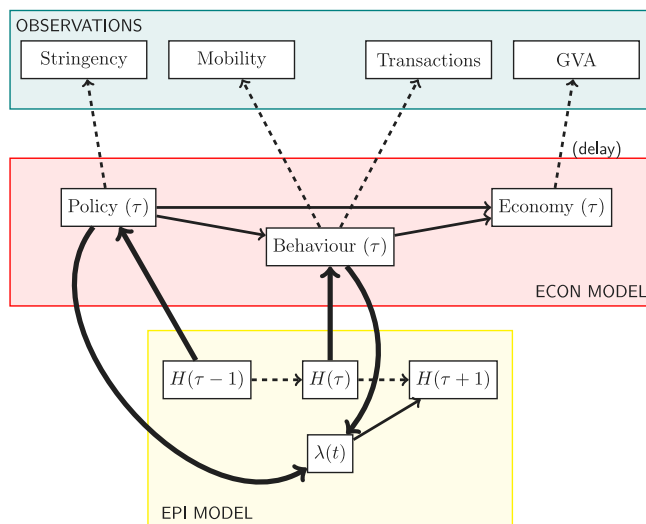 OBSERVATIONS
Stringency
Mobility
Transactions
GVA
(delay)
Policy (τ)
Economy (τ)
Behaviour (τ)
ECON MODEL
H(τ − 1)
H(τ)
H(τ + 1)
λ(t)
EPI MODEL